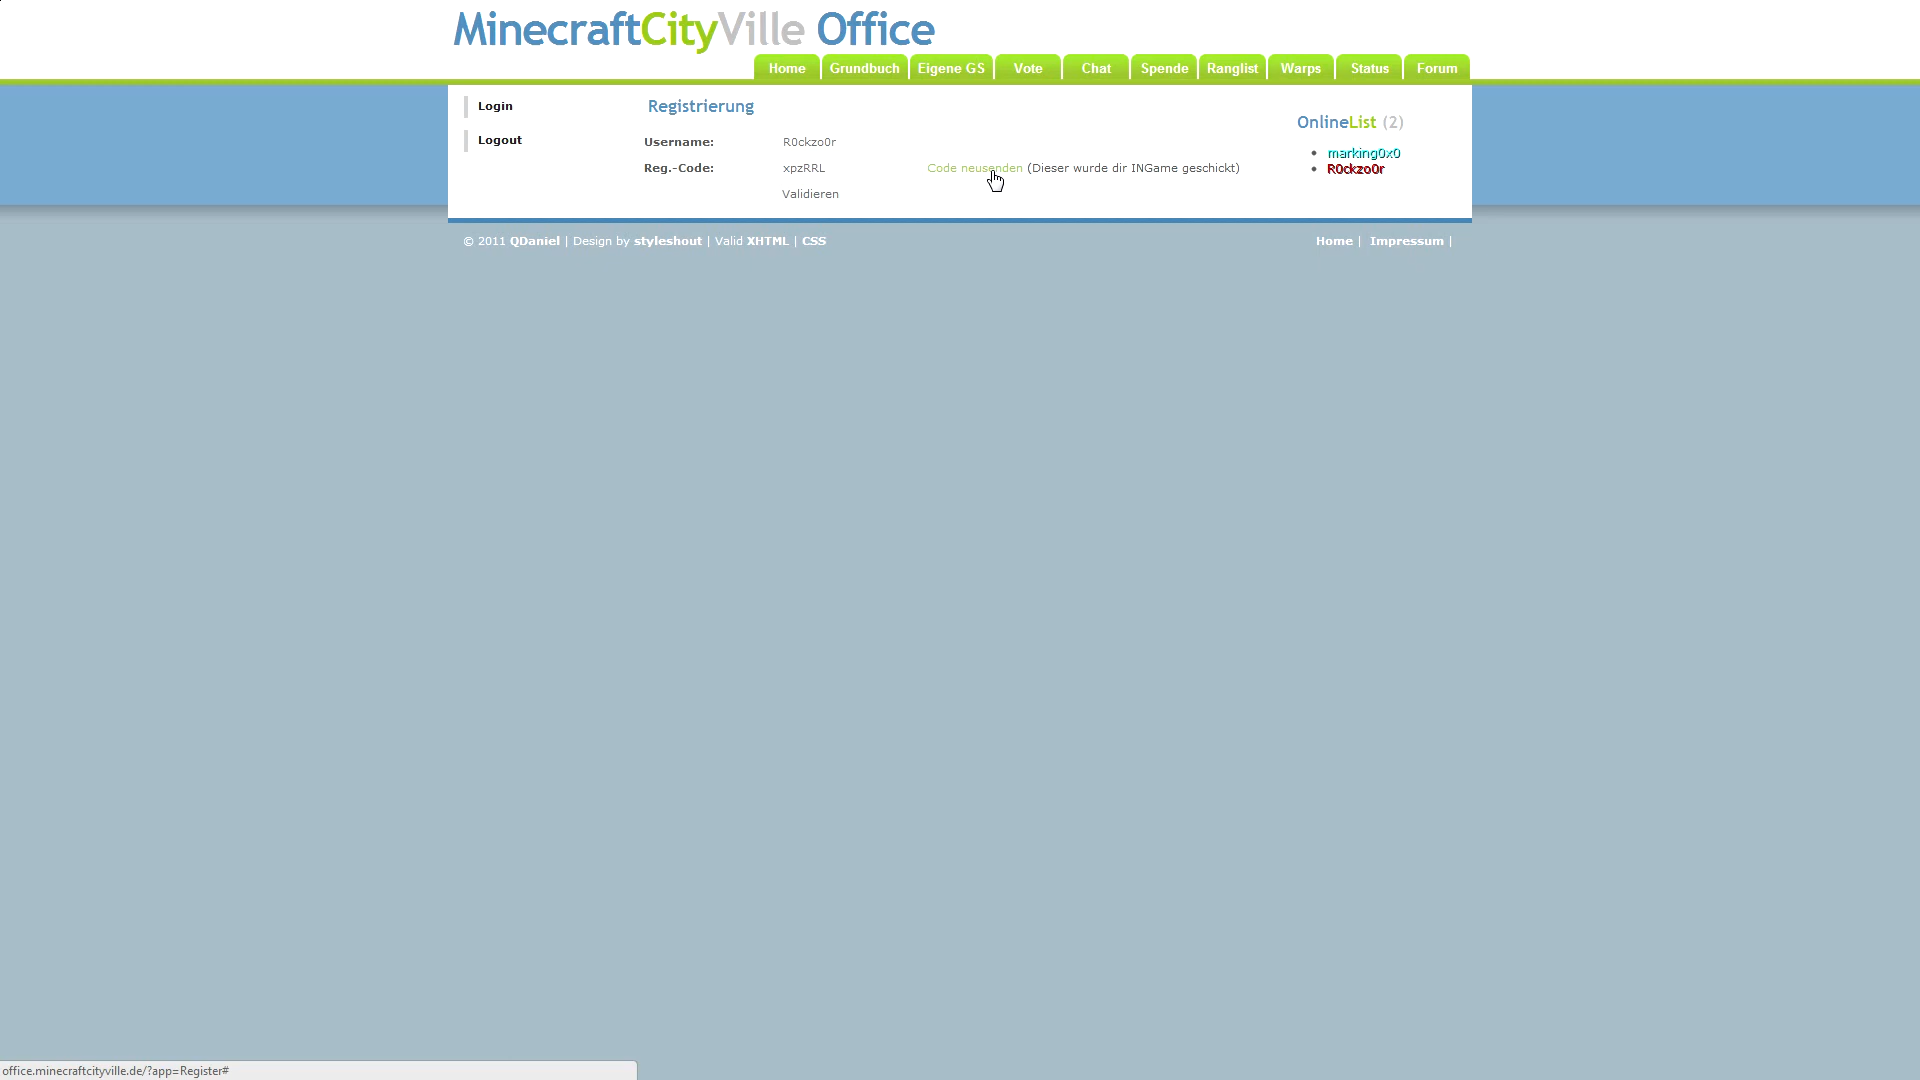 MinecraftCityVille Office
Home Grundbuch Eigene GS Vote Chat Spende Ranglist Warps Status Forum
Login
Logout
Registrierung
Username: R0ckzo0r
Reg.-Code: xpzRRL Code neusenden (Dieser wurde dir INGame geschickt)
Validieren
OnlineList (2)
marking0x0
R0ckzo0r
© 2011 QDaniel | Design by styleshout | Valid XHTML | CSS
Home | Impressum |
office.minecraftcityville.de/?app=Register#